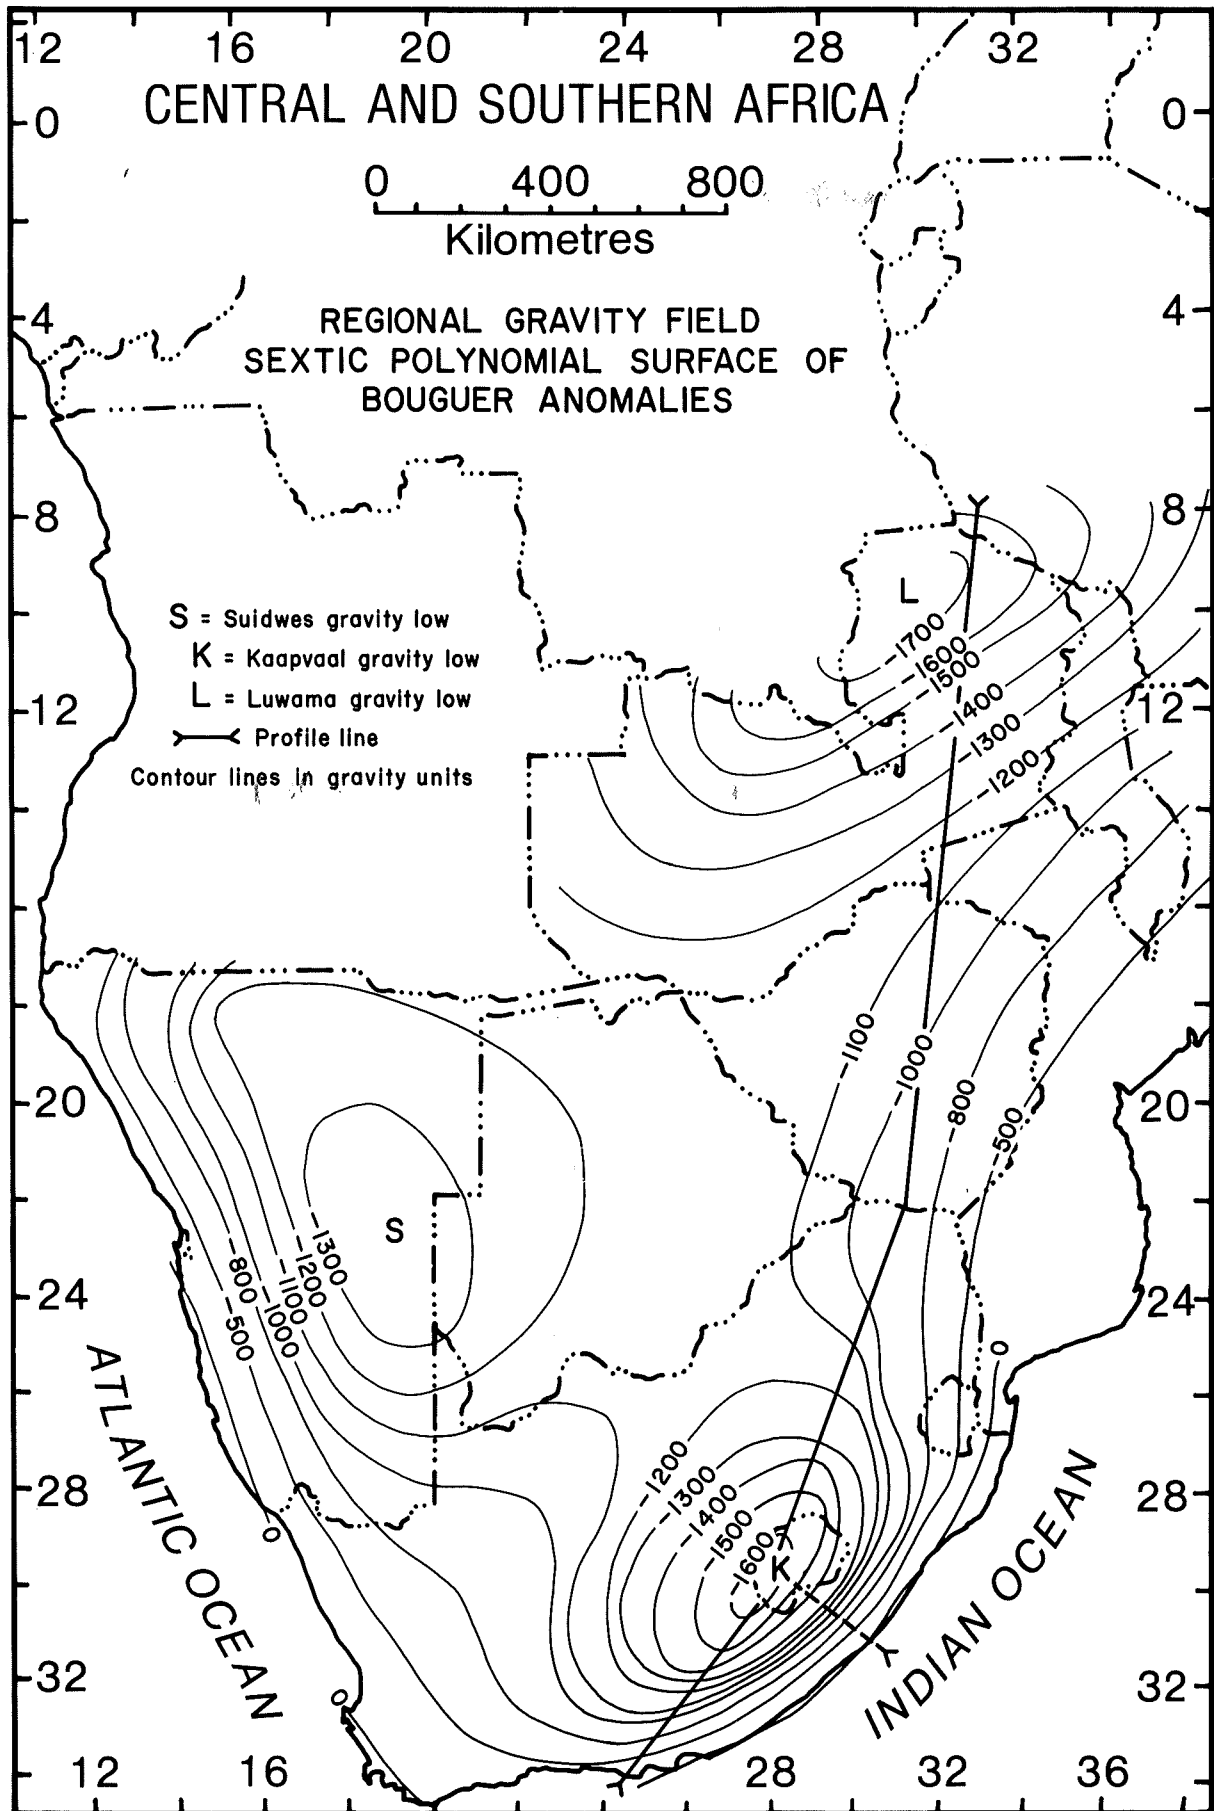 12 16 20 24 28 32
CENTRAL AND SOUTHERN AFRICA
0 0
0 400 800
Kilometres
4 4
REGIONAL GRAVITY FIELD
SEXTIC POLYNOMIAL SURFACE OF
BOUGUER ANOMALIES
8 8
L
S = Suidwes gravity low
K = Kaapvaal gravity low
L = Luwama gravity low
Profile line
Contour lines in gravity units
-1700
-1600
-1500
-1400
-1300
-1200
12 12
-1100
-1000
-800
-500
20 20
S
-1300
-1200
-1100
-1000
-800
-500
24 24
0
ATLANTIC OCEAN
-1200
-1300
-1400
-1500
-1600
K
28 28
0
INDIAN OCEAN
32 32
0
12 16 28 32 36